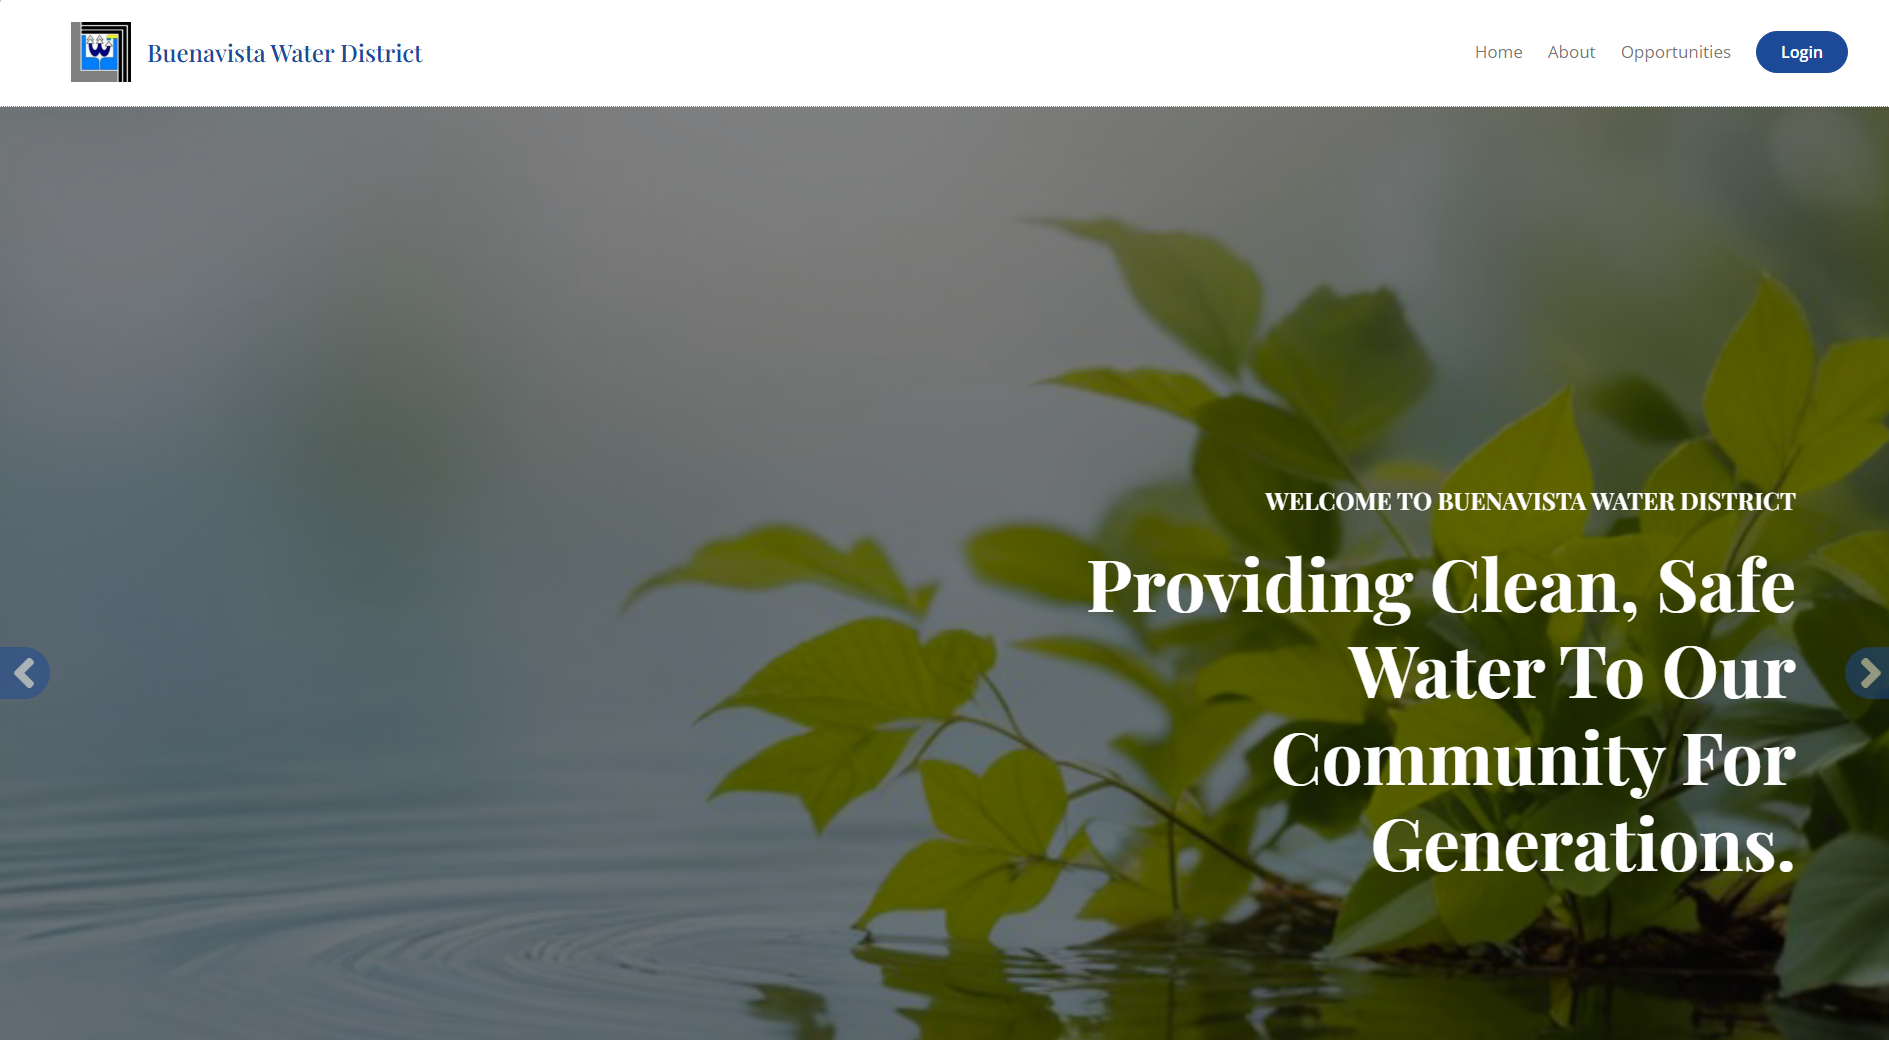 Buenavista Water District
Home About Opportunities Login
WELCOME TO BUENAVISTA WATER DISTRICT
Providing Clean, Safe
Water To Our
Community For
Generations.